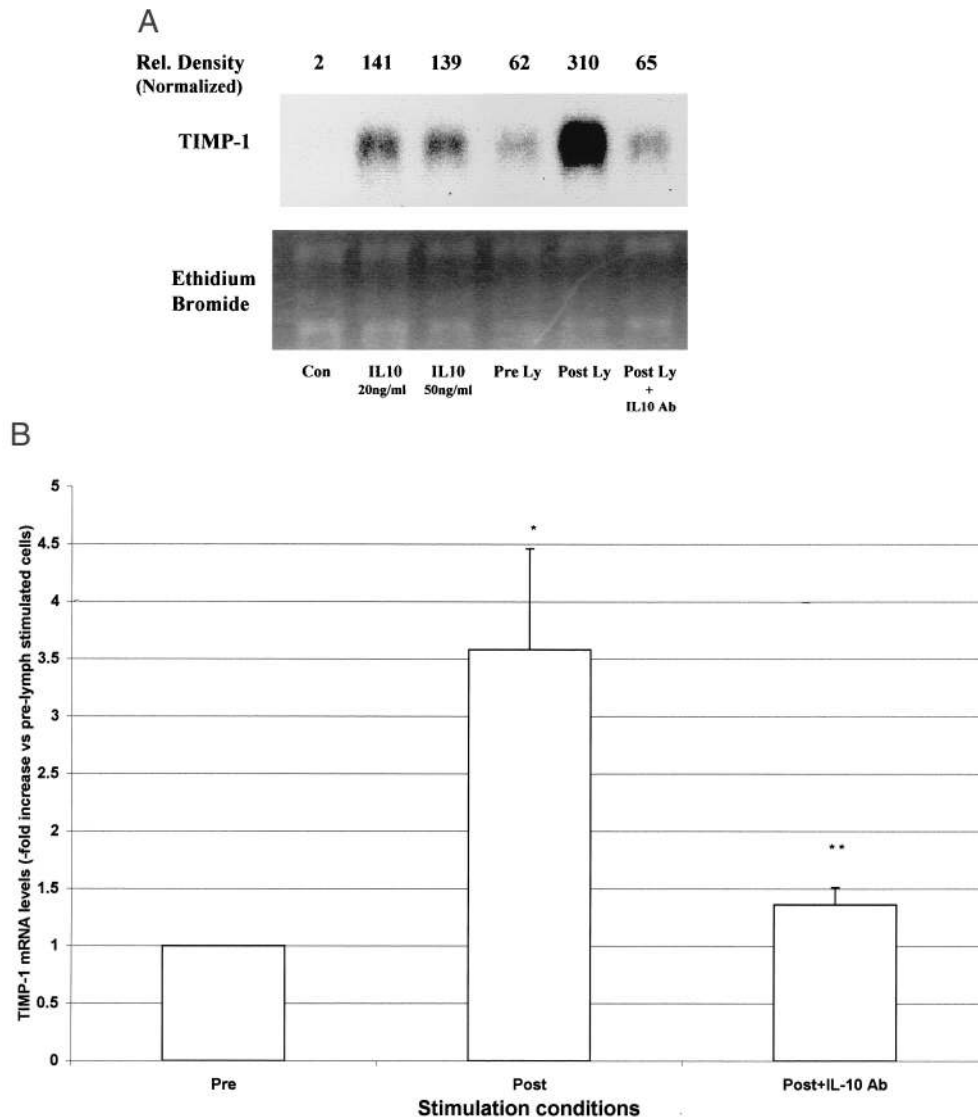 A
Rel. Density 2 141 139 62 310 65
(Normalized)
TIMP-1
Ethidium
Bromide
Con IL10 IL10 Pre Ly Post Ly Post Ly
20ng/ml 50ng/ml +
IL10 Ab
B
TIMP-1 mRNA levels (-fold increase vs pre-lymph stimulated cells)
5
4.5
4
3.5
3
2.5
2
1.5
1
0.5
0
*
**
Pre Post Post+IL-10 Ab
Stimulation conditions